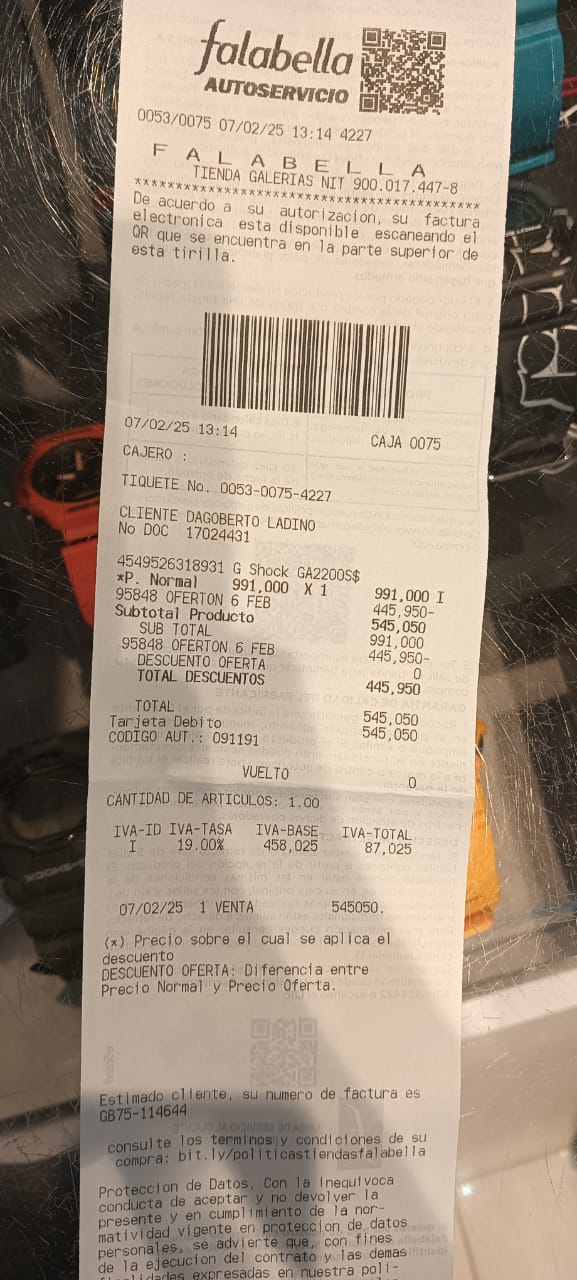 falabella
AUTOSERVICIO
0053/0075 07/02/25 13:14 4227
F A L A B E L L A
TIENDA GALERIAS NIT 900.017.447-8
******************************************
De acuerdo a su autorizacion, su factura
electronica esta disponible escaneando el
QR que se encuentra en la parte superior de
esta tirilla.
07/02/25 13:14 CAJA 0075
CAJERO :
TIQUETE No.. 0053-0075-4227
CLIENTE DAGOBERTO LADINO
No DOC 17024431
4549526318931 G Shock GA2200S$
*P. Normal 991,000 X 1 991,000 I
95848 OFERTON 6 FEB 445,950-
Subtotal Producto 545,050
SUB TOTAL 991,000
95848 OFERTON 6 FEB 445,950-
DESCUENTO OFERTA 0
TOTAL DESCUENTOS 445,950
TOTAL 545,050
Tarjeta Debito 545,050
CODIGO AUT.: 091191
VUELTO 0
CANTIDAD DE ARTICULOS: 1.00
IVA-ID IVA-TASA IVA-BASE IVA-TOTAL
I 19.00% 458,025 87,025
07/02/25 1 VENTA 545050.
(*) Precio sobre el cual se aplica el
descuento
DESCUENTO OFERTA: Diferencia entre
Precio Normal y Precio Oferta.
Estimado cliente, su numero de factura es
GB75-114644
consulte los terminos y condiciones de su
compra: bit.ly/politicastiendasfalabella
Proteccion de Datos. Con la inequivoca
conducta de aceptar y no devolver la
presente y en cumplimiento de la nor-
matividad vigente en proteccion de datos
personales, se advierte que, con fines
de la ejecucion del contrato y las demas
expresadas en nuestra poli-